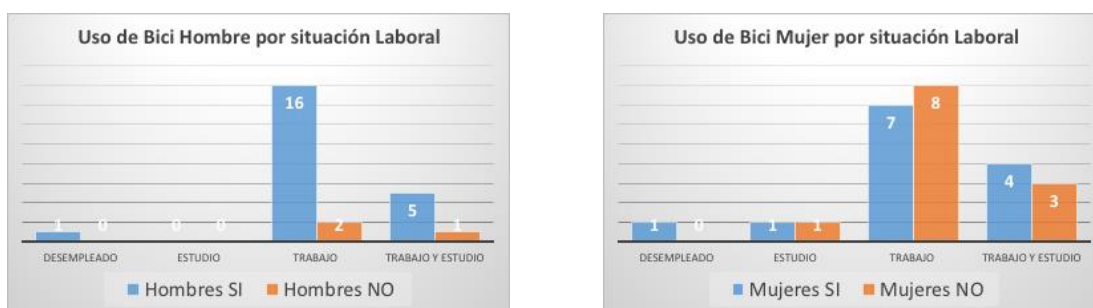 Uso de Bici Hombre por situación Laboral
16
2
5
1
1 0
0 0
DESEMPLEADO ESTUDIO TRABAJO TRABAJO Y ESTUDIO
Hombres SI Hombres NO
Uso de Bici Mujer por situación Laboral
8
7
4
3
1 0
1 1
DESEMPLEADO ESTUDIO TRABAJO TRABAJO Y ESTUDIO
Mujeres SI Mujeres NO